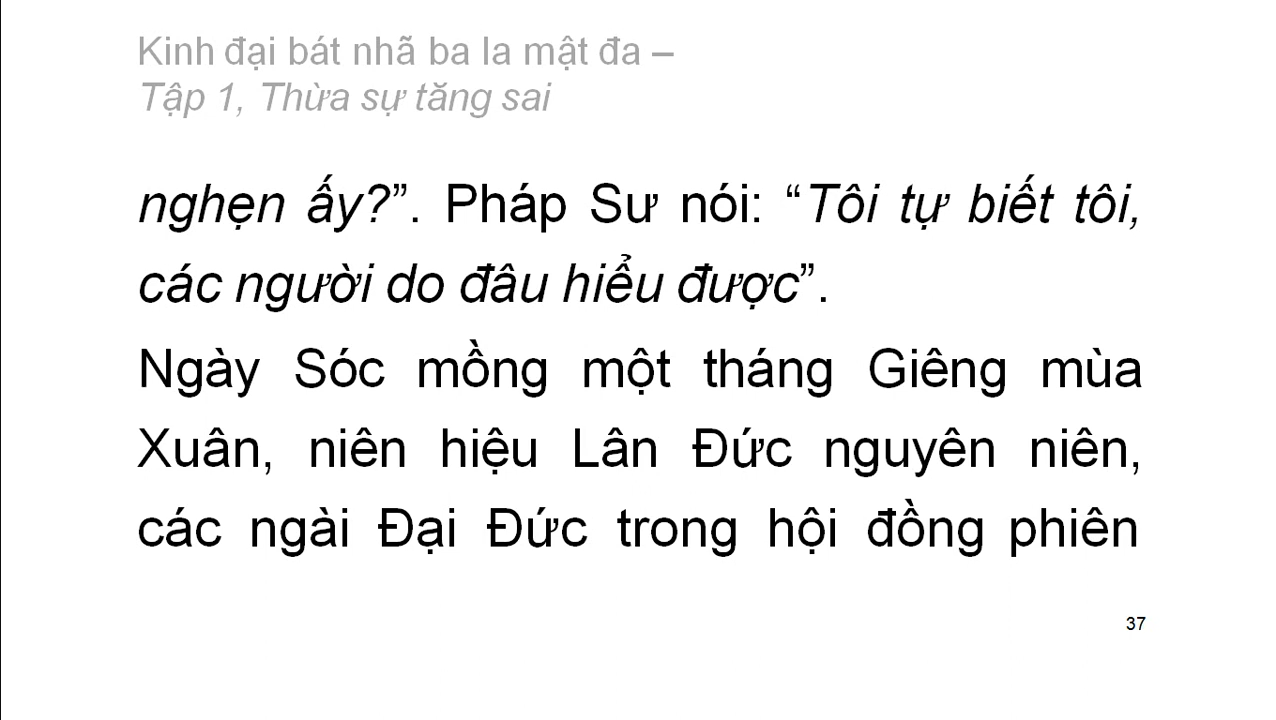 Kinh đại bát nhã ba la mật đa –
Tập 1, Thừa sự tăng sai
nghẹn ấy?”. Pháp Sư nói: “Tôi tự biết tôi,
các người do đâu hiểu được”.
Ngày Sóc mồng một tháng Giêng mùa
Xuân, niên hiệu Lân Đức nguyên niên,
các ngài Đại Đức trong hội đồng phiên
37